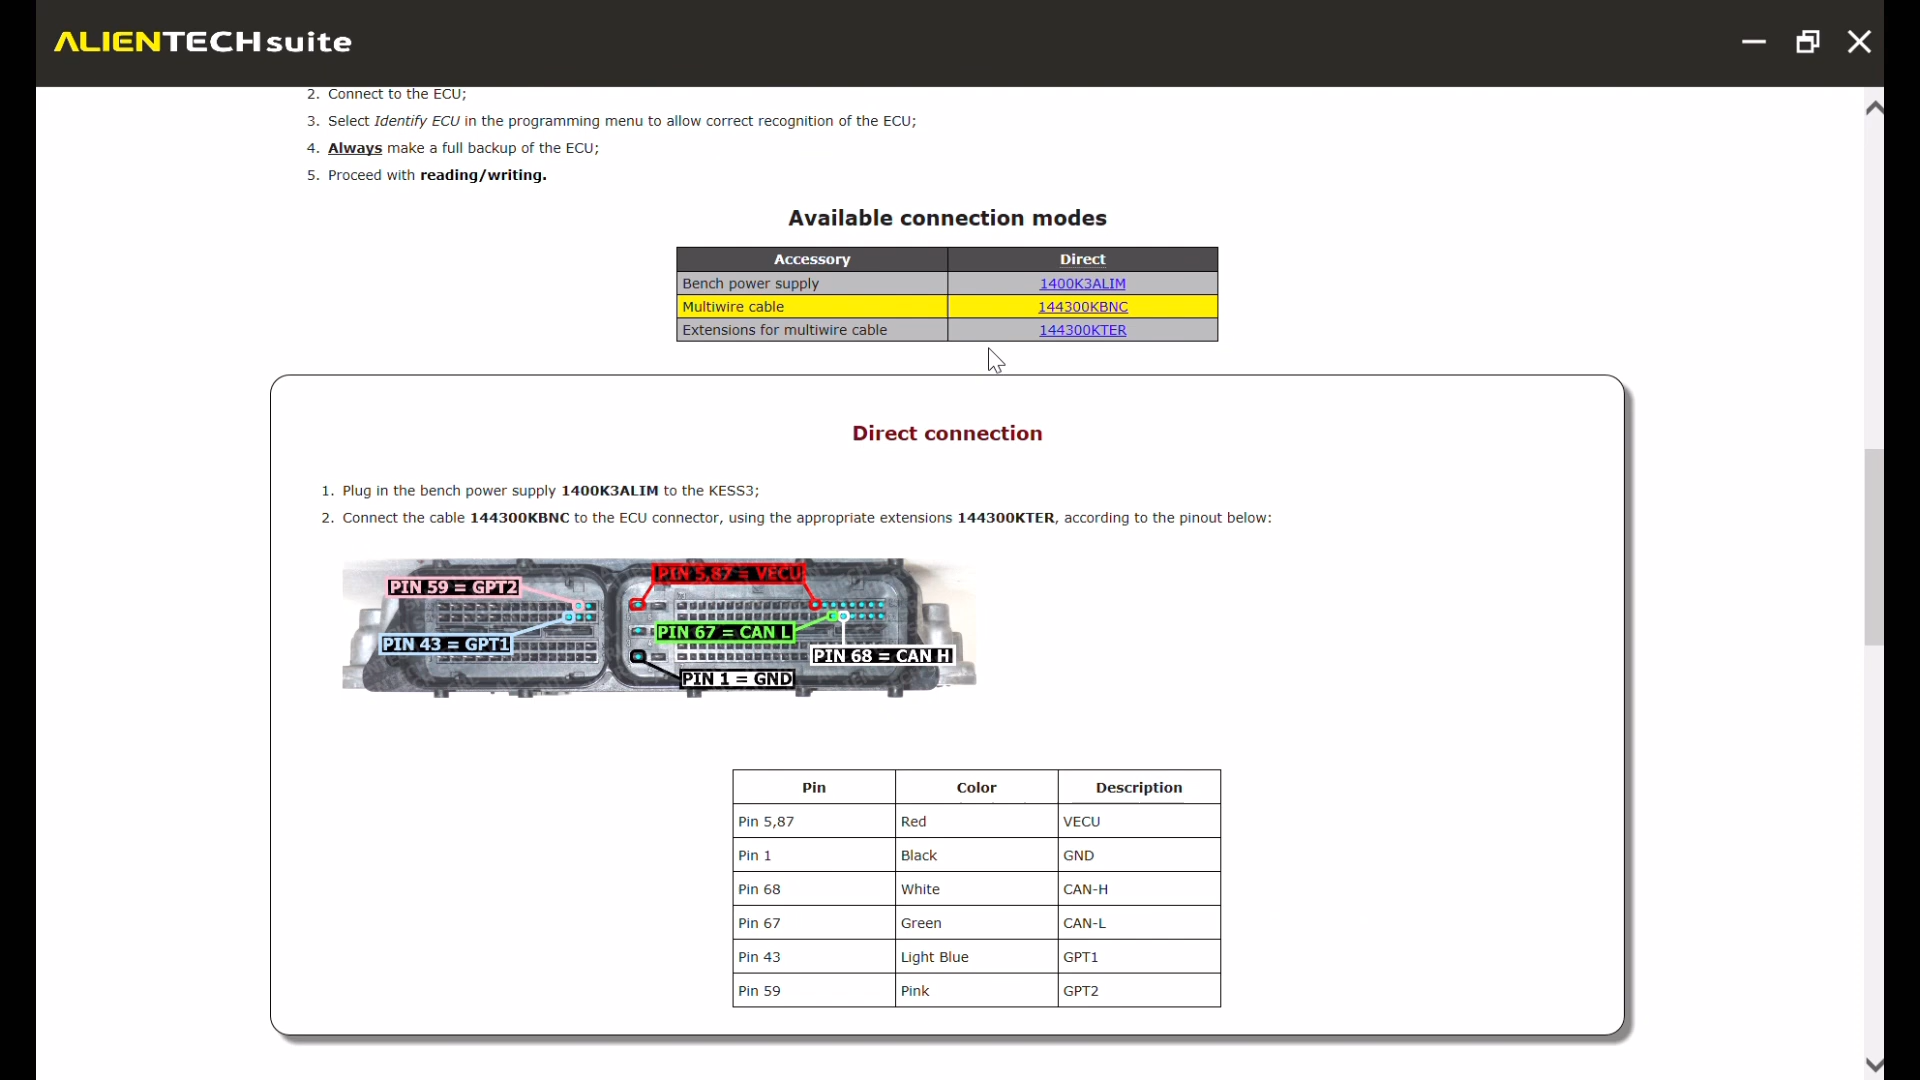 ALIENTECH suite
2. Connect to the ECU;
3. Select Identify ECU in the programming menu to allow correct recognition of the ECU;
4. Always make a full backup of the ECU;
5. Proceed with reading/writing.
Available connection modes
Accessory Direct
Bench power supply 1400K3ALIM
Multiwire cable 144300KBNC
Extensions for multiwire cable 144300KTER
Direct connection
1. Plug in the bench power supply 1400K3ALIM to the KESS3;
2. Connect the cable 144300KBNC to the ECU connector, using the appropriate extensions 144300KTER, according to the pinout below:
PIN 5,87 = VECU
PIN 59 = GPT2
PIN 67 = CAN L
PIN 43 = GPT1
PIN 68 = CAN H
PIN 1 = GND
Pin Color Description
Pin 5,87 Red VECU
Pin 1 Black GND
Pin 68 White CAN-H
Pin 67 Green CAN-L
Pin 43 Light Blue GPT1
Pin 59 Pink GPT2